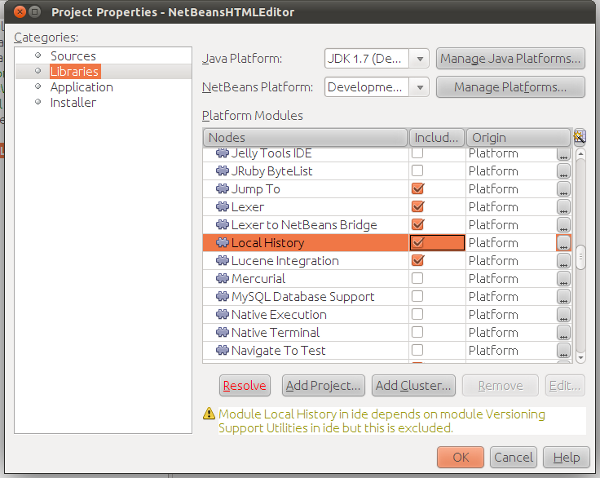 Project Properties - NetBeansHTMLEditor
Categories:
Sources
Libraries
Application
Installer
Java Platform: JDK 1.7 (De... Manage Java Platforms...
NetBeans Platform: Developme... Manage Platforms...
Platform Modules
Nodes Includ... Origin
Jelly Tools IDE Platform ...
JRuby ByteList Platform ...
Jump To Platform ...
Lexer Platform ...
Lexer to NetBeans Bridge Platform ...
Local History Platform ...
Lucene Integration Platform ...
Mercurial Platform ...
MySQL Database Support Platform ...
Native Execution Platform ...
Native Terminal Platform ...
Navigate To Test Platform ...
Resolve Add Project... Add Cluster... Remove Edit...
Module Local History in ide depends on module Versioning
Support Utilities in ide but this is excluded.
OK Cancel Help